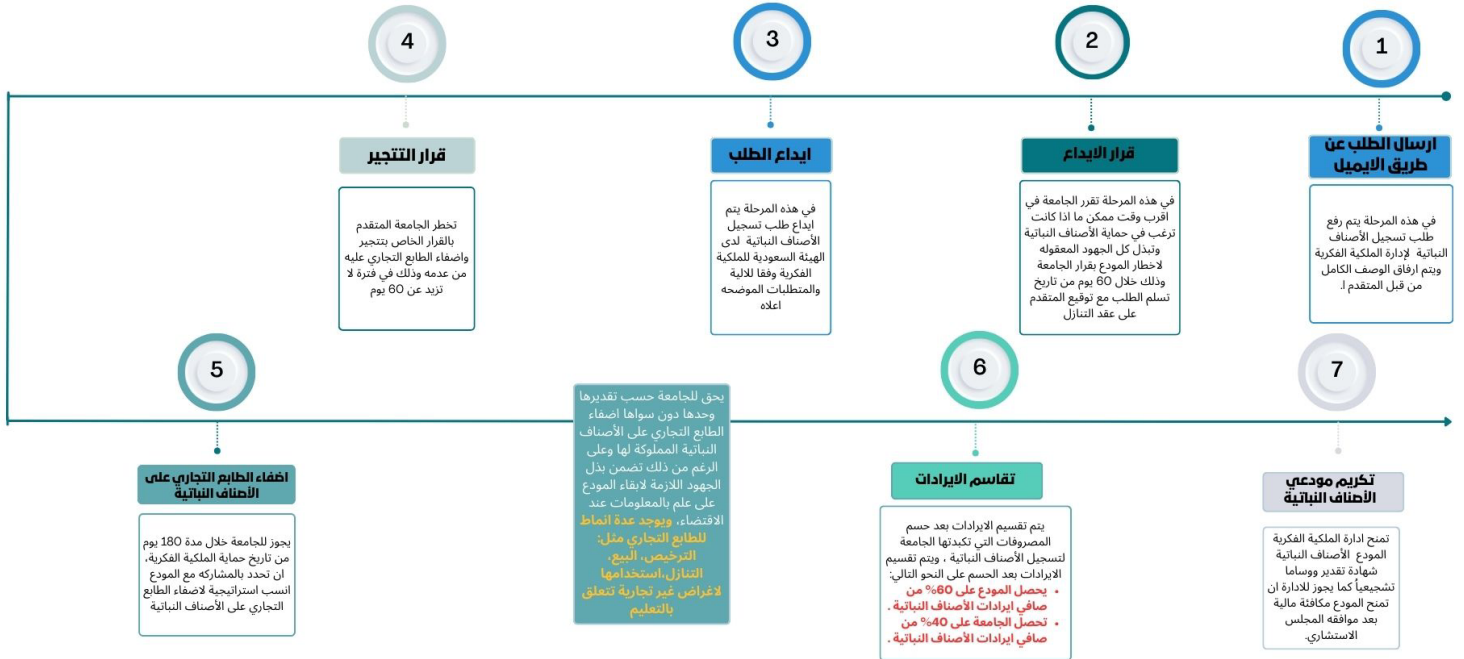 1
ارسال الطلب عن
طريق الايميل
في هذه المرحلة يتم رفع
طلب تسجيل الأصناف
النباتية لإدارة الملكية الفكرية
ويتم ارفاق الوصف الكامل
من قبل المتقدم ا.
2
قرار الايداع
في هذه المرحلة تقرر الجامعة في
اقرب وقت ممكن ما اذا كانت
ترغب في حماية الأصناف النباتية
وتبذل كل الجهود المعقوله
لاخطار المودع بقرار الجامعة
وذلك خلال 60 يوم من تاريخ
تسلم الطلب مع توقيع المتقدم
على عقد التنازل
3
ايداع الطلب
في هذه المرحلة يتم
ايداع طلب تسجيل
الأصناف النباتية لدى
الهيئة السعودية للملكية
الفكرية وفقا للالية
والمتطلبات الموضحه
اعلاه
4
قرار التتجير
تخطر الجامعة المتقدم
بالقرار الخاص بتتجير
واضفاء الطابع التجاري عليه
من عدمه وذلك في فترة لا
تزيد عن 60 يوم
5
اضفاء الطابع التجاري على
الأصناف النباتية
يجوز للجامعة خلال مدة 180 يوم
من تاريخ حماية الملكية الفكرية،
ان تحدد بالمشاركه مع المودع
انسب استراتيجية لاضفاء الطابع
التجاري على الأصناف النباتية
يحق للجامعة حسب تقديرها
وحدها دون سواها اضفاء
الطابع التجاري على الأصناف
النباتية المملوكة لها وعلى
الرغم من ذلك تضمن بذل
الجهود اللازمة لابقاء المودع
على علم بالمعلومات عند
الاقتضاء، ويوجد عدة انماط
للطابع التجاري مثل:
الترخيص، البيع،
التنازل،استخدامها
لاغراض غير تجارية تتعلق
بالتعليم
6
تقاسم الايرادات
يتم تقسيم الايرادات بعد حسم
المصروفات التي تكبدتها الجامعة
لتسجيل الأصناف النباتية ، ويتم تقسيم
الايرادات بعد الحسم على النحو التالي:
• يحصل المودع على 60% من
صافي ايرادات الأصناف النباتية .
• تحصل الجامعة على 40% من
صافي ايرادات الأصناف النباتية .
7
تكريم مودعي
الأصناف النباتية
تمنح ادارة الملكية الفكرية
المودع الأصناف النباتية
شهادة تقدير ووساما
تشجيعياً كما يجوز للادارة ان
تمنح المودع مكافئة مالية
بعد موافقه المجلس
الاستشاري.